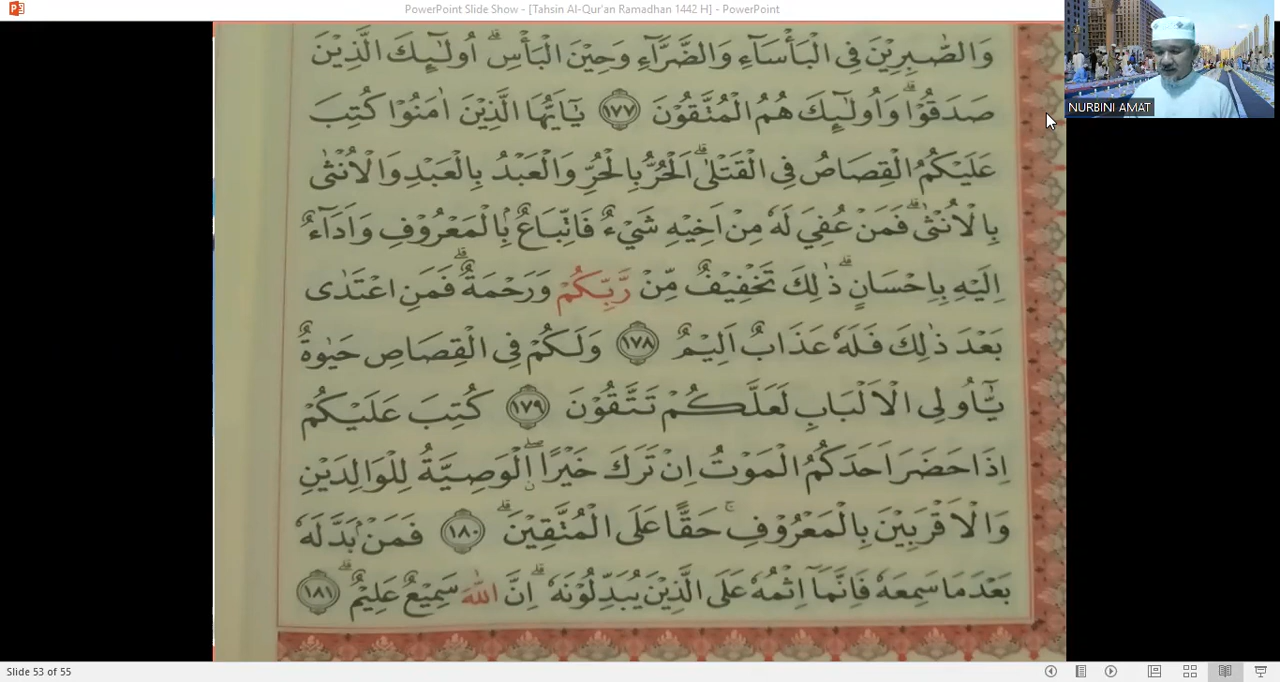 PowerPoint Slide Show - [Tahsin Al-Qur'an Ramadhan 1442 H] - PowerPoint
NURBINI AMAT
وَالصّٰبِرِيْنَ فِى الْبَأْسَاۤءِ وَالضَّرَّاۤءِ وَحِيْنَ الْبَأْسِۗ اُولٰۤىِٕكَ الَّذِيْنَ
صَدَقُوْاۗ وَاُولٰۤىِٕكَ هُمُ الْمُتَّقُوْنَ ١٧٧ يٰٓاَيُّهَا الَّذِيْنَ اٰمَنُوْا كُتِبَ
عَلَيْكُمُ الْقِصَاصُ فِى الْقَتْلٰىۗ اَلْحُرُّ بِالْحُرِّ وَالْعَبْدُ بِالْعَبْدِ وَالْاُنْثٰى
بِالْاُنْثٰىۗ فَمَنْ عُفِيَ لَهٗ مِنْ اَخِيْهِ شَيْءٌ فَاتِّبَاعٌۢ بِالْمَعْرُوْفِ وَاَدَاۤءٌ
اِلَيْهِ بِاِحْسَانٍۗ ذٰلِكَ تَخْفِيْفٌ مِّنْ رَّبِّكُمْ وَرَحْمَةٌۗ فَمَنِ اعْتَدٰى
بَعْدَ ذٰلِكَ فَلَهٗ عَذَابٌ اَلِيْمٌ ١٧٨ وَلَكُمْ فِى الْقِصَاصِ حَيٰوةٌ
يّٰٓاُولِى الْاَلْبَابِ لَعَلَّكُمْ تَتَّقُوْنَ ١٧٩ كُتِبَ عَلَيْكُمْ
اِذَا حَضَرَ اَحَدَكُمُ الْمَوْتُ اِنْ تَرَكَ خَيْرًاۖ ࣙالْوَصِيَّةُ لِلْوَالِدَيْنِ
وَالْاَقْرَبِيْنَ بِالْمَعْرُوْفِۚ حَقًّا عَلَى الْمُتَّقِيْنَۗ ١٨٠ فَمَنْۢ بَدَّلَهٗ
بَعْدَمَا سَمِعَهٗ فَاِنَّمَآ اِثْمُهٗ عَلَى الَّذِيْنَ يُبَدِّلُوْنَهٗۗ اِنَّ اللّٰهَ سَمِيْعٌ عَلِيْمٌۗ ١٨١
Slide 53 of 55